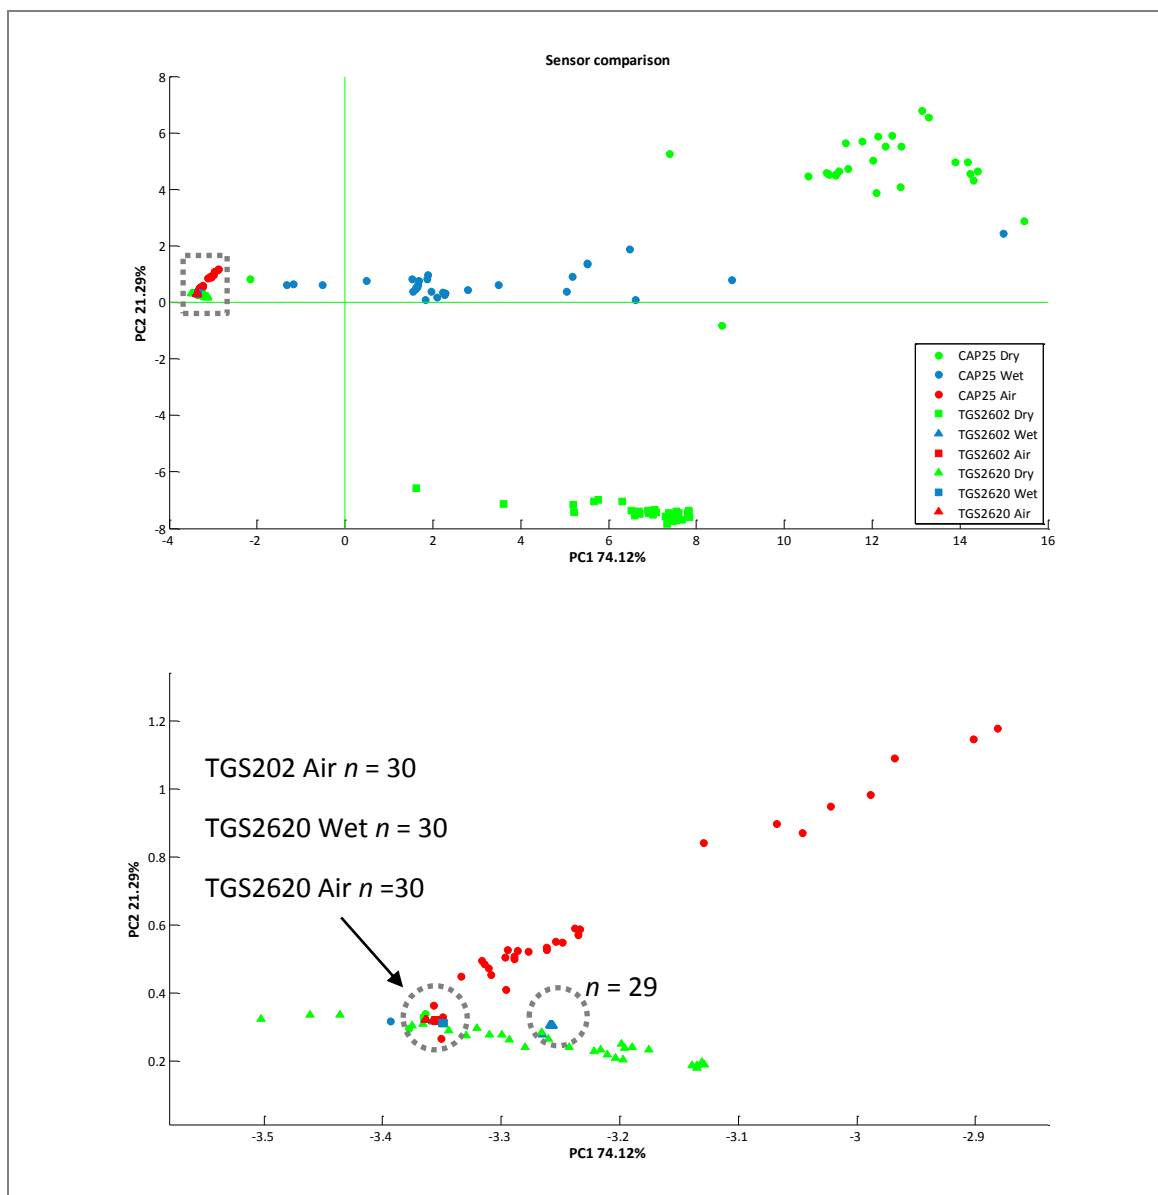 Sensor comparison
8
6
4
2
0
-2
-4
-6
-8
PC2 21.29%
-4
-2
0
2
4
6
8
10
12
14
16
PC1 74.12%
CAP25 Dry
CAP25 Wet
CAP25 Air
TGS2602 Dry
TGS2602 Wet
TGS2602 Air
TGS2620 Dry
TGS2620 Wet
TGS2620 Air
1.2
1
0.8
0.6
0.4
0.2
PC2 21.29%
TGS202 Air n = 30
TGS2620 Wet n = 30
TGS2620 Air n =30
n = 29
-3.5
-3.4
-3.3
-3.2
-3.1
-3
-2.9
PC1 74.12%